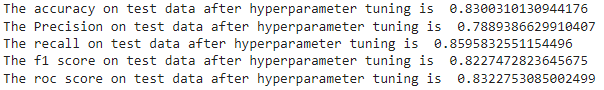 The accuracy on test data after hyperparameter tuning is  0.8300310130944176
The Precision on test data after hyperparameter tuning is  0.7889386629910407
The recall on test data after hyperparameter tuning is  0.8595832551154496
The f1 score on test data after hyperparameter tuning is  0.8227472823645675
The roc score on test data after hyperparameter tuning is  0.8322753085002499